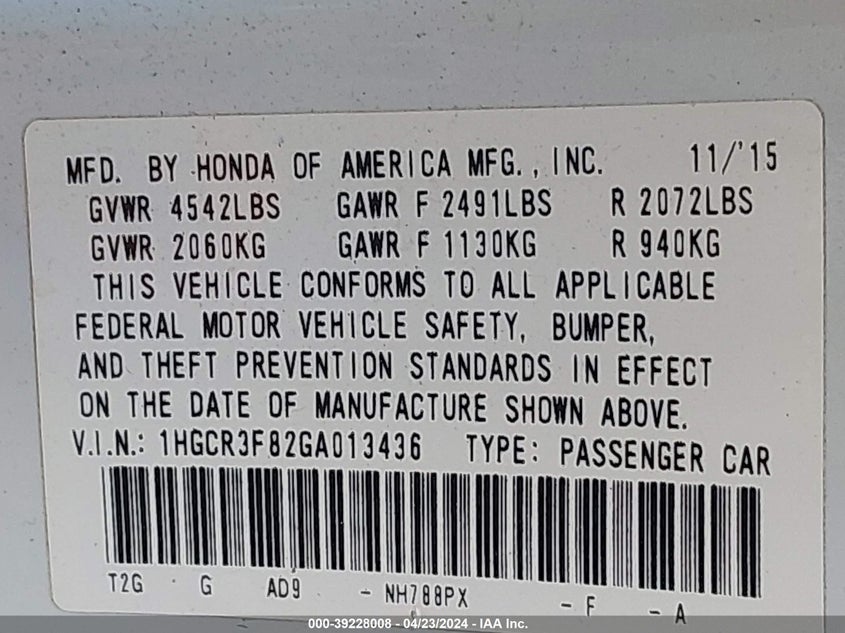 MFD. BY HONDA OF AMERICA MFG., INC. 11/'15
GVWR 4542LBS GAWR F 2491LBS R 2072LBS
GVWR 2060KG GAWR F 1130KG R 940KG
THIS VEHICLE CONFORMS TO ALL APPLICABLE
FEDERAL MOTOR VEHICLE SAFETY, BUMPER,
AND THEFT PREVENTION STANDARDS IN EFFECT
ON THE DATE OF MANUFACTURE SHOWN ABOVE.
V.I.N.: 1HGCR3F82GA013436 TYPE: PASSENGER CAR
T2G G AD9 - NH788PX - F - A
000-39228008 - 04/23/2024 - IAA Inc.